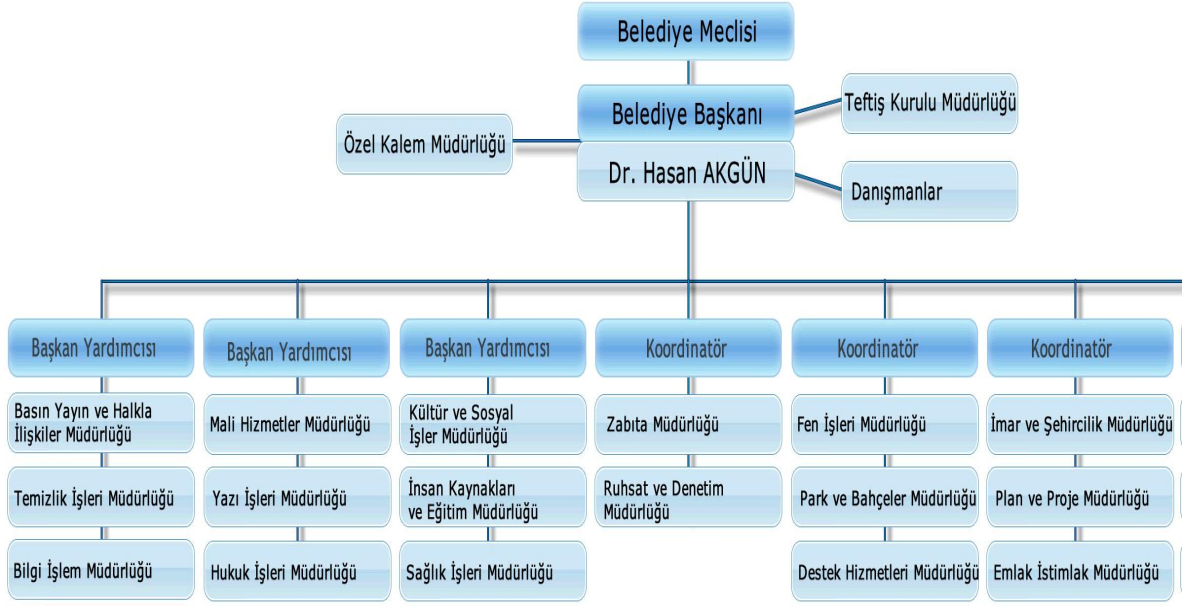 Belediye Meclisi
Belediye Başkanı
Teftiş Kurulu Müdürlüğü
Özel Kalem Müdürlüğü
Dr. Hasan AKGÜN
Danışmanlar
Başkan Yardımcısı
Başkan Yardımcısı
Başkan Yardımcısı
Koordinatör
Koordinatör
Koordinatör
Basın Yayın ve Halkla
İlişkiler Müdürlüğü
Mali Hizmetler Müdürlüğü
Kültür ve Sosyal
İşler Müdürlüğü
Zabıta Müdürlüğü
Fen İşleri Müdürlüğü
İmar ve Şehircilik Müdürlüğü
Temizlik İşleri Müdürlüğü
Yazı İşleri Müdürlüğü
İnsan Kaynakları
ve Eğitim Müdürlüğü
Ruhsat ve Denetim
Müdürlüğü
Park ve Bahçeler Müdürlüğü
Plan ve Proje Müdürlüğü
Bilgi İşlem Müdürlüğü
Hukuk İşleri Müdürlüğü
Sağlık İşleri Müdürlüğü
Destek Hizmetleri Müdürlüğü
Emlak İstimlak Müdürlüğü